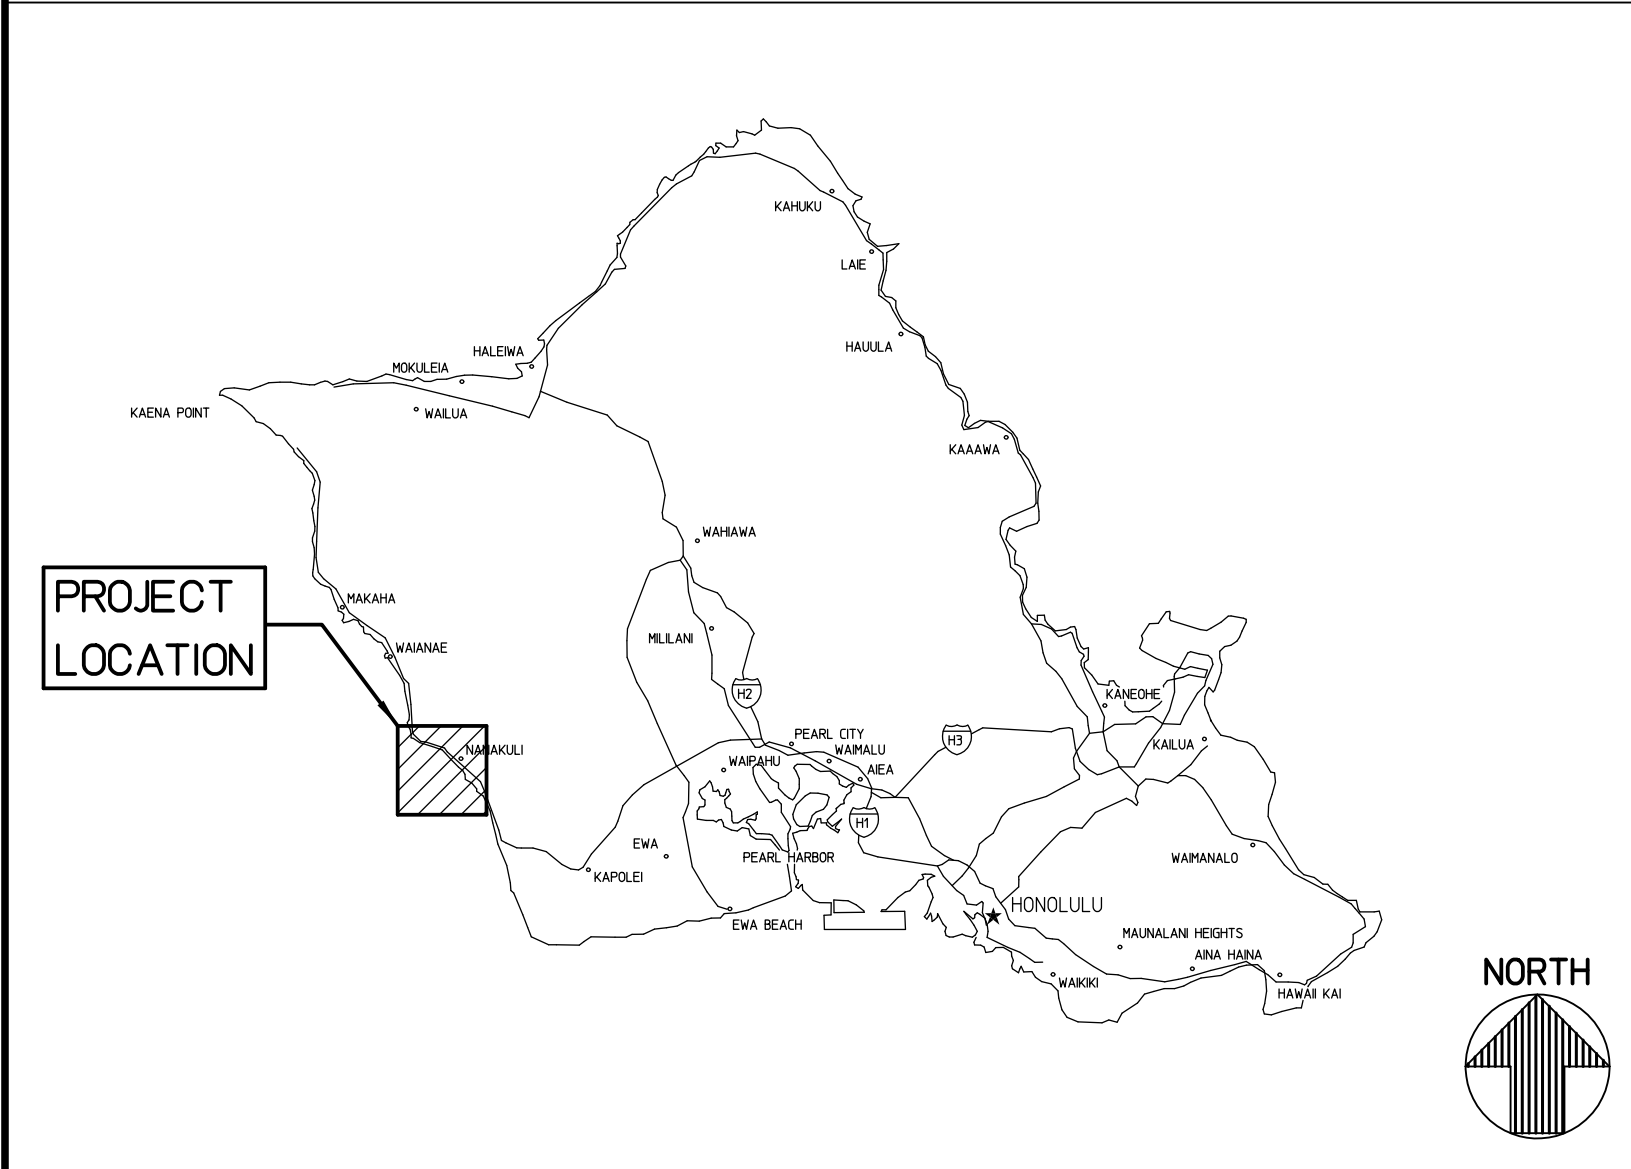 KAHUKU
LAIE
HAUULA
HALEIWA
MOKULEIA
KAENA POINT
WAILUA
KAAAWA
WAHIAWA
PROJECT
LOCATION
MAKAHA
WAIANAE
MILILANI
H2
KANEOHE
NANAKULI
PEARL CITY
WAIMALU
H3
KAILUA
WAIPAHU
AIEA
H1
EWA
PEARL HARBOR
WAIMANALO
KAPOLEI
HONOLULU
EWA BEACH
MAUNALANI HEIGHTS
AINA HAINA
WAIKIKI
HAWAII KAI
NORTH